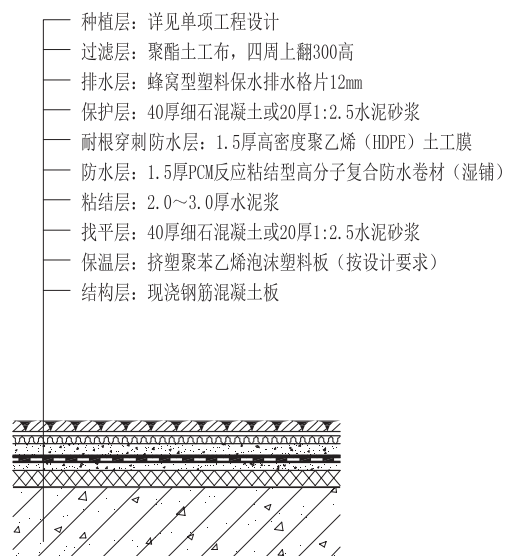 种植层：详见单项工程设计
过滤层：聚酯土工布，四周上翻300高
排水层：蜂窝型塑料保水排水格片12mm
保护层：40厚细石混凝土或20厚1:2.5水泥砂浆
耐根穿刺防水层：1.5厚高密度聚乙烯（HDPE）土工膜
防水层：1.5厚PCM反应粘结型高分子复合防水卷材（湿铺）
粘结层：2.0～3.0厚水泥浆
找平层：40厚细石混凝土或20厚1:2.5水泥砂浆
保温层：挤塑聚苯乙烯泡沫塑料板（按设计要求）
结构层：现浇钢筋混凝土板